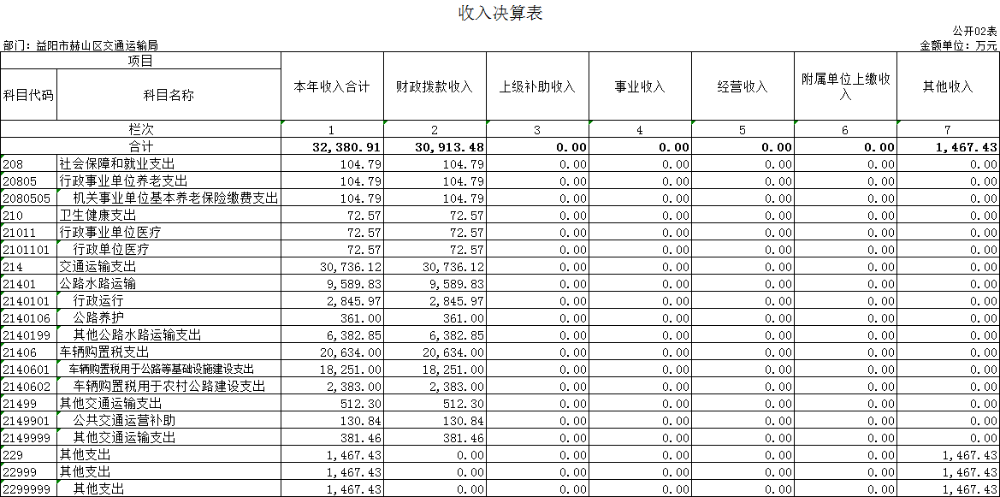 收入决算表
公开02表
部门：益阳市赫山区交通运输局 金额单位：万元
项目 本年收入合计 财政拨款收入 上级补助收入 事业收入 经营收入 附属单位上缴收入 其他收入
科目代码 科目名称
栏次 1 2 3 4 5 6 7
合计 32,380.91 30,913.48 0.00 0.00 0.00 0.00 1,467.43
208 社会保障和就业支出 104.79 104.79 0.00 0.00 0.00 0.00 0.00
20805 行政事业单位养老支出 104.79 104.79 0.00 0.00 0.00 0.00 0.00
2080505 机关事业单位基本养老保险缴费支出 104.79 104.79 0.00 0.00 0.00 0.00 0.00
210 卫生健康支出 72.57 72.57 0.00 0.00 0.00 0.00 0.00
21011 行政事业单位医疗 72.57 72.57 0.00 0.00 0.00 0.00 0.00
2101101 行政单位医疗 72.57 72.57 0.00 0.00 0.00 0.00 0.00
214 交通运输支出 30,736.12 30,736.12 0.00 0.00 0.00 0.00 0.00
21401 公路水路运输 9,589.83 9,589.83 0.00 0.00 0.00 0.00 0.00
2140101 行政运行 2,845.97 2,845.97 0.00 0.00 0.00 0.00 0.00
2140106 公路养护 361.00 361.00 0.00 0.00 0.00 0.00 0.00
2140199 其他公路水路运输支出 6,382.85 6,382.85 0.00 0.00 0.00 0.00 0.00
21406 车辆购置税支出 20,634.00 20,634.00 0.00 0.00 0.00 0.00 0.00
2140601 车辆购置税用于公路等基础设施建设支出 18,251.00 18,251.00 0.00 0.00 0.00 0.00 0.00
2140602 车辆购置税用于农村公路建设支出 2,383.00 2,383.00 0.00 0.00 0.00 0.00 0.00
21499 其他交通运输支出 512.30 512.30 0.00 0.00 0.00 0.00 0.00
2149901 公共交通运营补助 130.84 130.84 0.00 0.00 0.00 0.00 0.00
2149999 其他交通运输支出 381.46 381.46 0.00 0.00 0.00 0.00 0.00
229 其他支出 1,467.43 0.00 0.00 0.00 0.00 0.00 1,467.43
22999 其他支出 1,467.43 0.00 0.00 0.00 0.00 0.00 1,467.43
2299999 其他支出 1,467.43 0.00 0.00 0.00 0.00 0.00 1,467.43